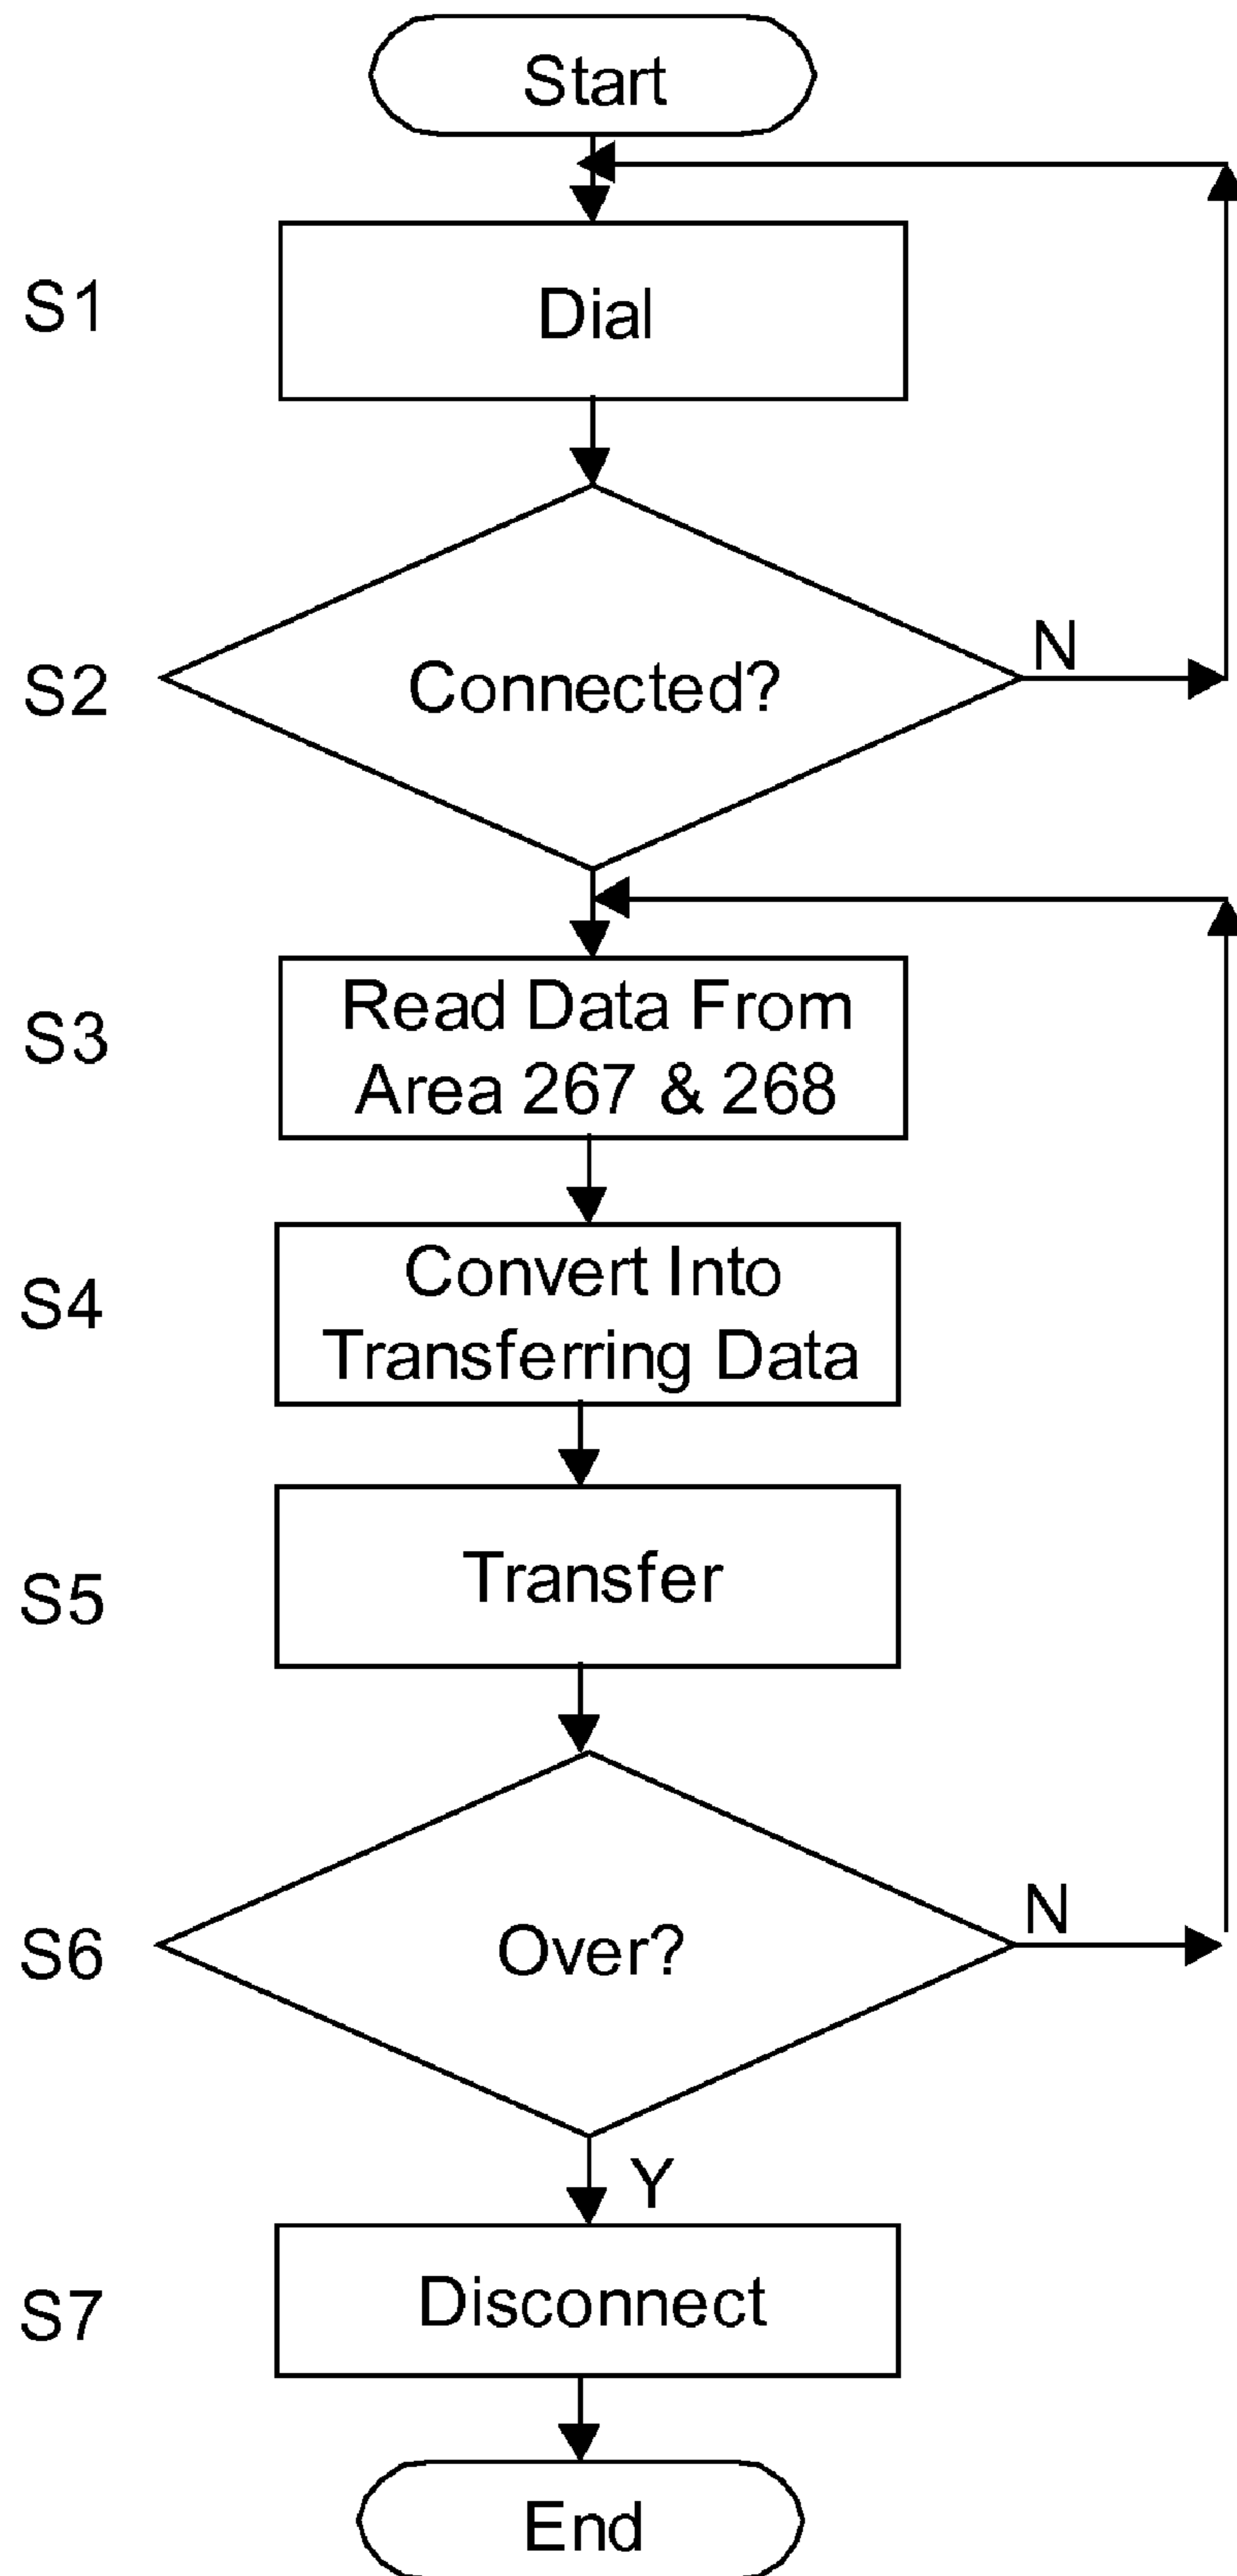 Start
S1
Dial
S2
Connected?
N
S3
Read Data From
Area 267 & 268
S4
Convert Into
Transferring Data
S5
Transfer
S6
Over?
N
Y
S7
Disconnect
End